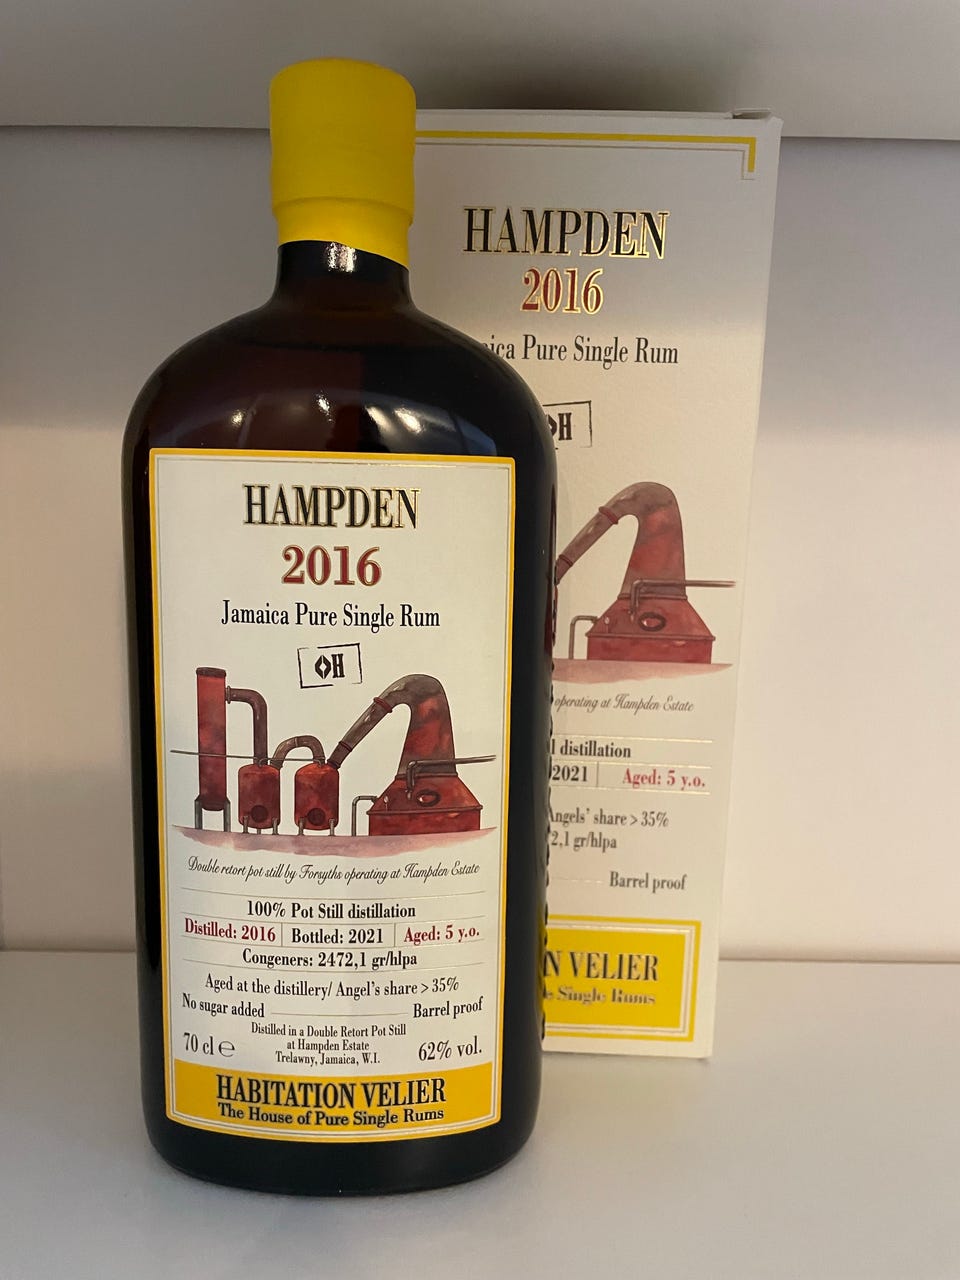 HAMPDEN
2016
Jamaica Pure Single Rum
◇H
Double retort pot still by Forsyths operating at Hampden Estate
100% Pot Still distillation
Distilled: 2016 | Bottled: 2021 | Aged: 5 y.o.
Congeners: 2472,1 gr/hlpa
Aged at the distillery/ Angel's share > 35%
No sugar added Barrel proof
Distilled in a Double Retort Pot Still
at Hampden Estate
Trelawny, Jamaica, W.I.
70 cl ℮ 62% vol.
HABITATION VELIER
The House of Pure Single Rums
HAMPDEN
2016
Pure Single Rum
H
operating at Hampden Estate
distillation
2021 | Aged: 5 y.o.
Angels' share > 35%
2,1 gr/hlpa
Barrel proof
N VELIER
Single Rums